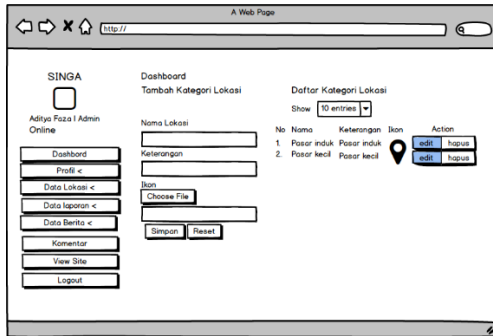 A Web Page
http://
SINGA
Aditya Faza | Admin
Online
Dashbord
Profil <
Data Lokasi <
Data laporan <
Data Berita <
Komentar
View Site
Logout
Dashboard
Tambah Kategori Lokasi
Nama Lokasi
Keterangan
Ikon
Choose File
Simpan Reset
Daftar Kategori Lokasi
Show 10 entries
No Nama Keterangan Ikon Action
1. Pasar induk Pasar induk edit hapus
2. Pasar kecil Pasar kecil edit hapus